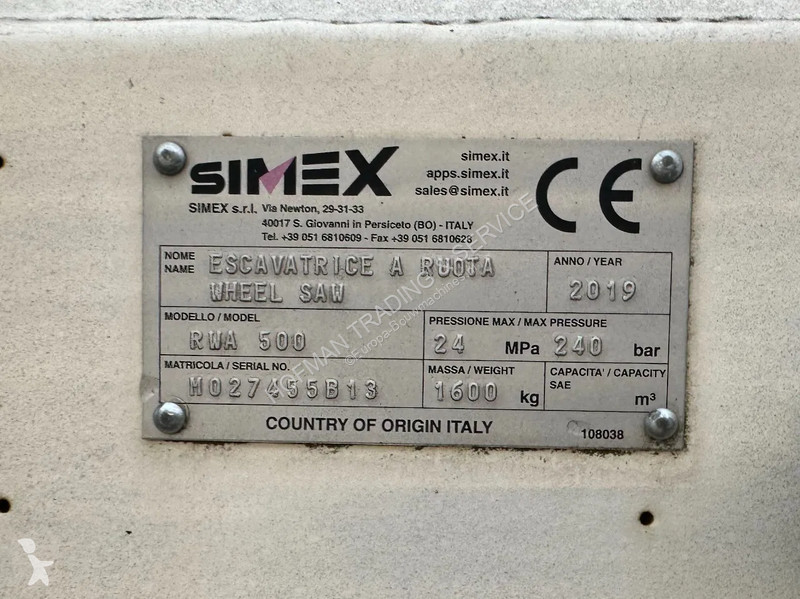 SIMEX
simex.it
apps.simex.it
sales@simex.it
CE
SIMEX s.r.l. Via Newton, 29-31-33
40017 S. Giovanni in Persiceto (BO) - ITALY
Tel. +39 051 6810609 - Fax +39 051 6810628
NOME ESCAVATRICE A RUOTA
NAME WHEEL SAW
ANNO / YEAR
2019
MODELLO / MODEL
RWA 500
PRESSIONE MAX / MAX PRESSURE
24 MPa 240 bar
MATRICOLA / SERIAL NO.
M027455B13
MASSA / WEIGHT
1600 kg
CAPACITA' / CAPACITY
SAE
m³
COUNTRY OF ORIGIN ITALY
108038